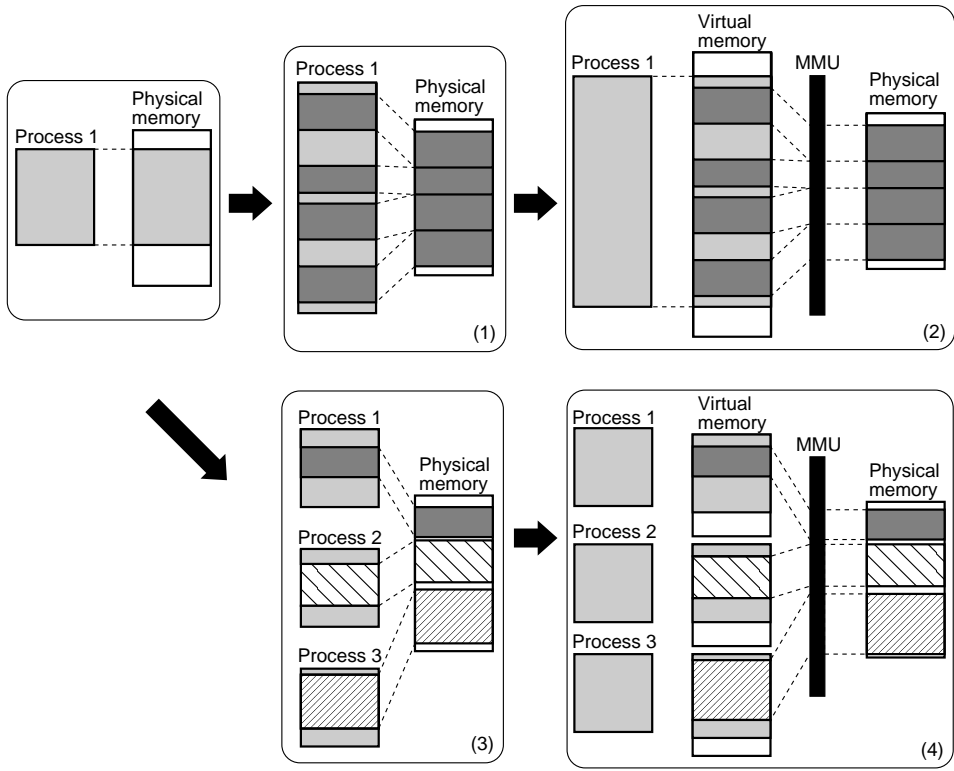 Process 1
Physical
memory
Process 1
Physical
memory
(1)
Process 1
Virtual
memory
MMU
Physical
memory
(2)
Process 1
Process 2
Process 3
Physical
memory
(3)
Process 1
Process 2
Process 3
Virtual
memory
MMU
Physical
memory
(4)